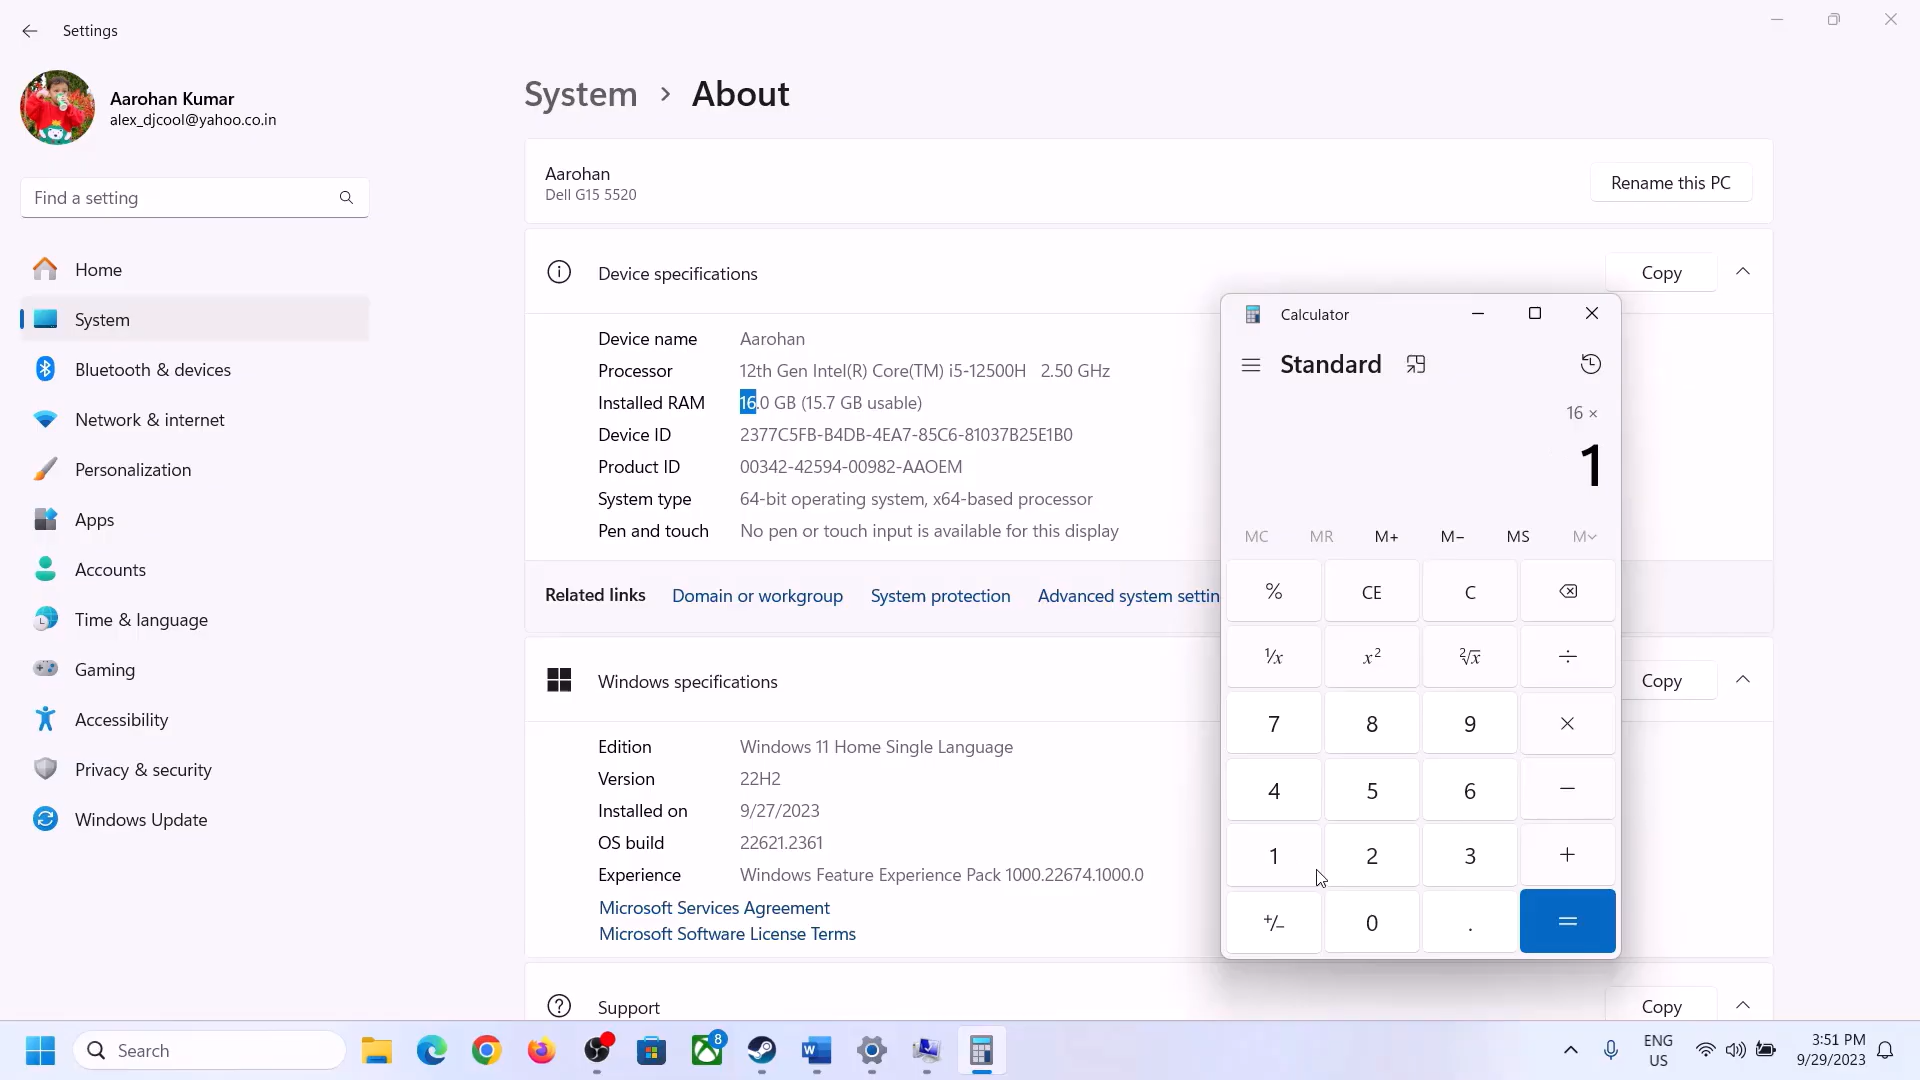 Settings
Aarohan Kumar
alex_djcool@yahoo.co.in
Find a setting
Home
System
Bluetooth & devices
Network & internet
Personalization
Apps
Accounts
Time & language
Gaming
Accessibility
Privacy & security
Windows Update
System > About
Aarohan
Dell G15 5520
Rename this PC
Device specifications
Copy
Device name Aarohan
Processor 12th Gen Intel(R) Core(TM) i5-12500H 2.50 GHz
Installed RAM 16.0 GB (15.7 GB usable)
Device ID 2377C5FB-B4DB-4EA7-85C6-81037B25E1B0
Product ID 00342-42594-00982-AAOEM
System type 64-bit operating system, x64-based processor
Pen and touch No pen or touch input is available for this display
Related links Domain or workgroup System protection Advanced system settin
Windows specifications
Copy
Edition Windows 11 Home Single Language
Version 22H2
Installed on 9/27/2023
OS build 22621.2361
Experience Windows Feature Experience Pack 1000.22674.1000.0
Microsoft Services Agreement
Microsoft Software License Terms
Support
Copy
Calculator
Standard
16 ×
1
MC MR M+ M− MS M
% CE C
⅟x x² ²√x ÷
7 8 9 ×
4 5 6 −
1 2 3 +
+/− 0 . =
Search
8
ENG
US
3:51 PM
9/29/2023